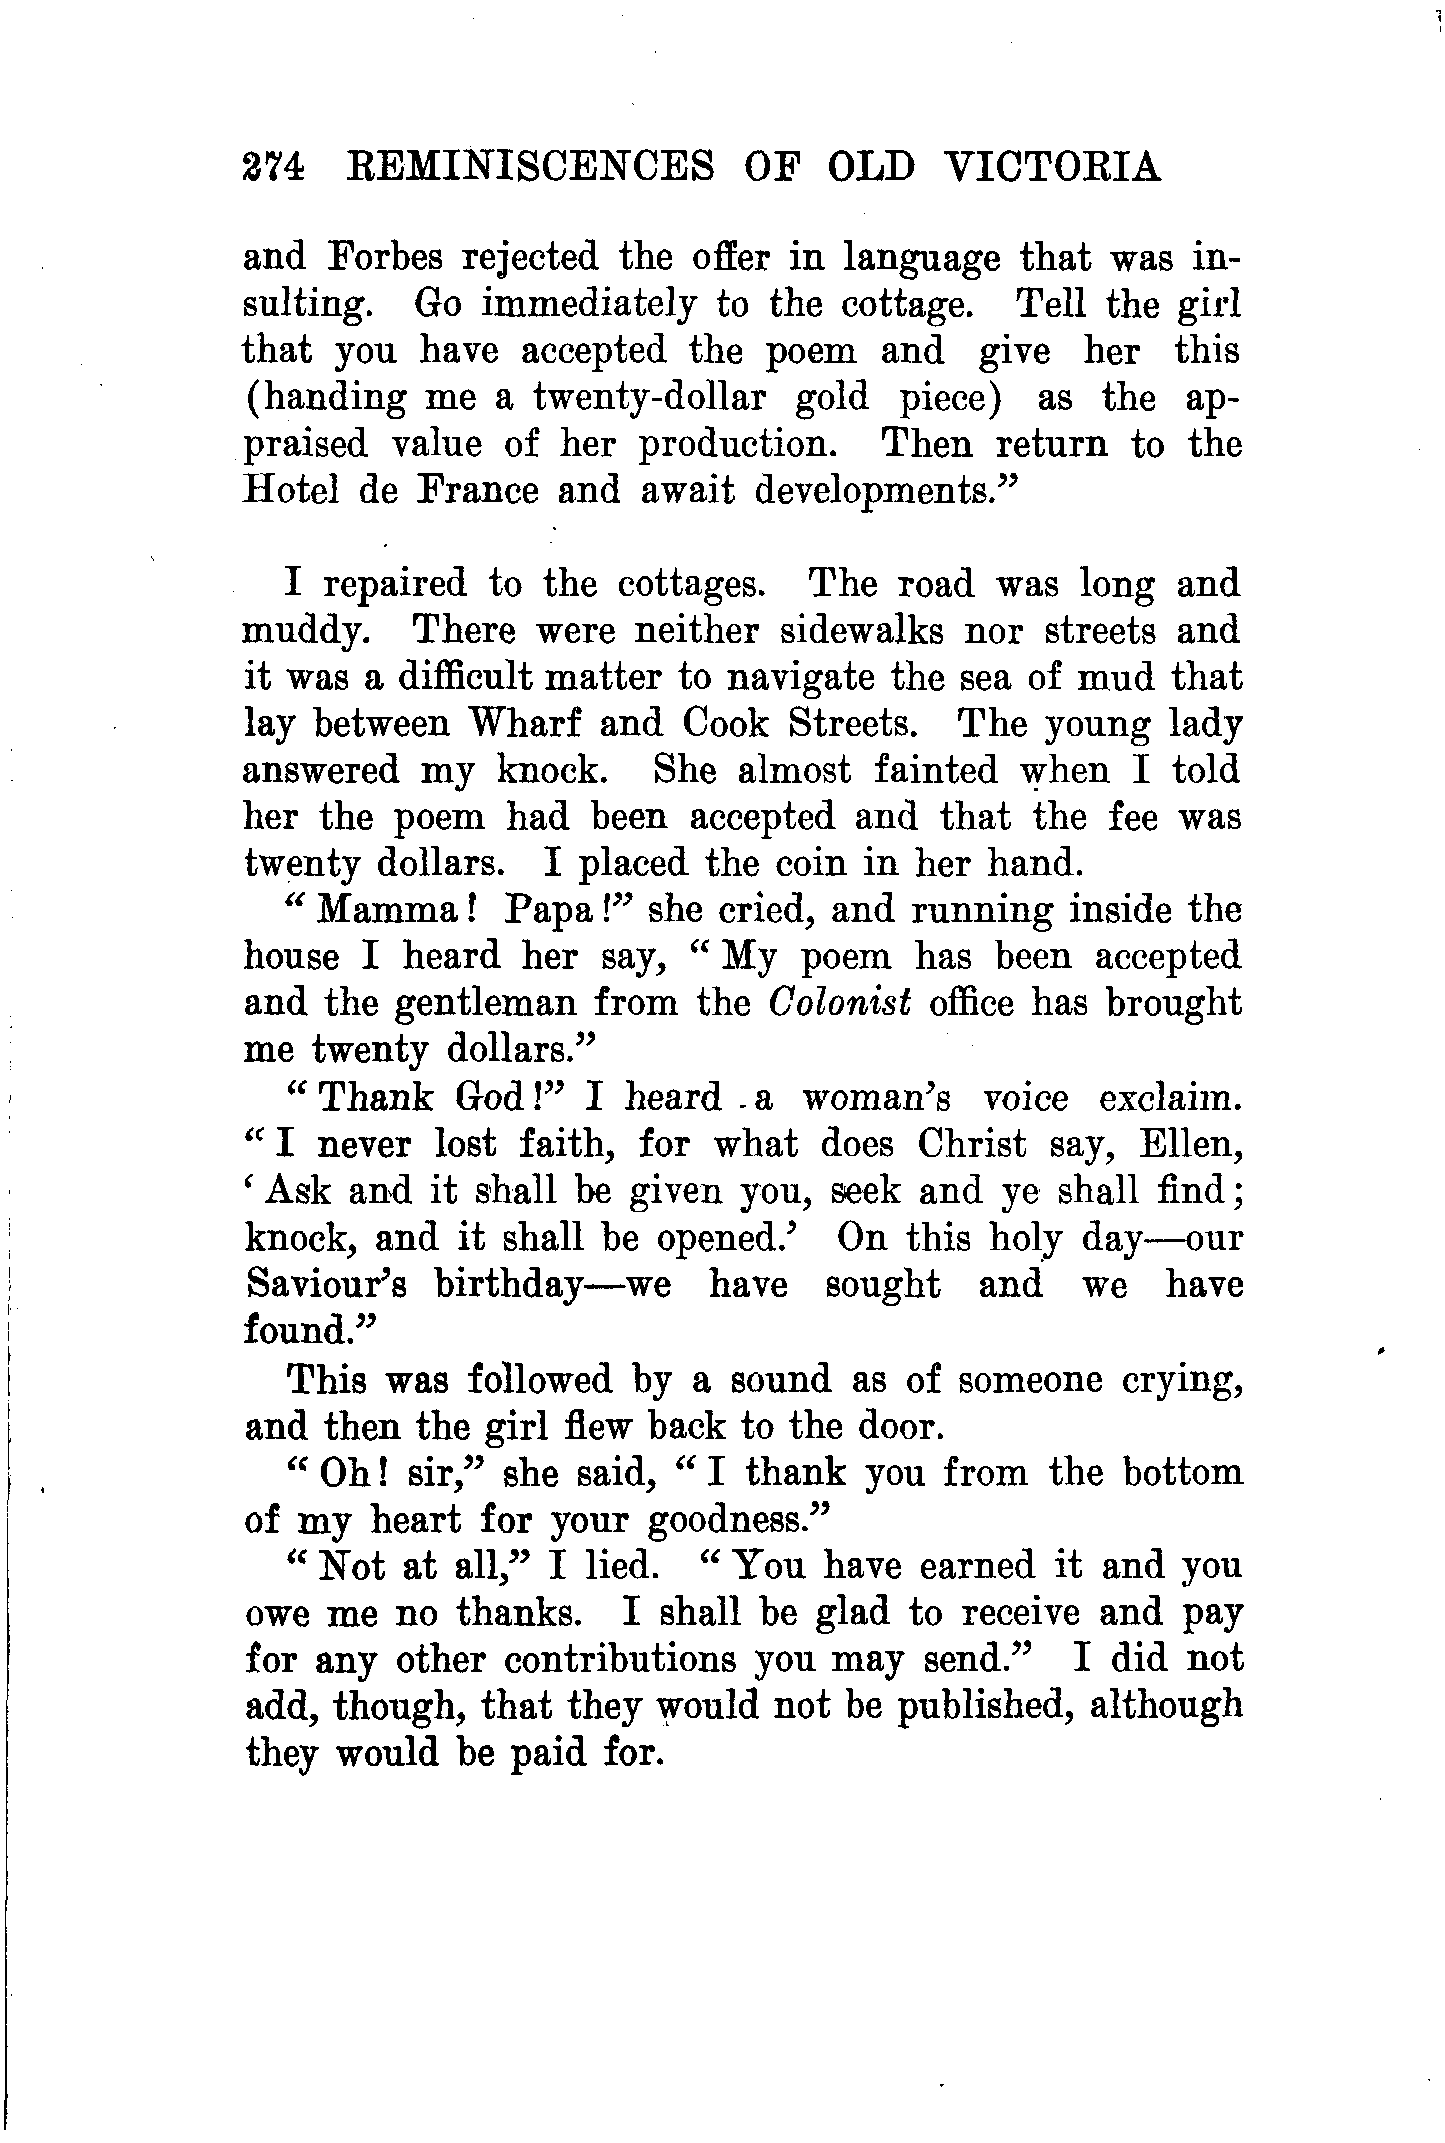 274 REMINISCENCES OF OLD VICTORIA
and Forbes rejected the offer in language that was in-
sulting. Go immediately to the cottage. Tell the girl
that you have accepted the poem and give her this
(handing me a twenty-dollar gold piece) as the ap-
praised value of her production. Then return to the
Hotel de France and await developments.”
I repaired to the cottages. The road was long and
muddy. There were neither sidewalks nor streets and
it was a difficult matter to navigate the sea of mud that
lay between Wharf and Cook Streets. The young lady
answered my knock. She almost fainted when I told
her the poem had been accepted and that the fee was
twenty dollars. I placed the coin in her hand.
“Mamma! Papa!” she cried, and running inside the
house I heard her say, “My poem has been accepted
and the gentleman from the Colonist office has brought
me twenty dollars.”
“Thank God!” I heard a woman’s voice exclaim.
“I never lost faith, for what does Christ say, Ellen,
‘Ask and it shall be given you, seek and ye shall find;
knock, and it shall be opened.’ On this holy day—our
Saviour’s birthday—we have sought and we have
found.”
This was followed by a sound as of someone crying,
and then the girl flew back to the door.
“Oh! sir,” she said, “I thank you from the bottom
of my heart for your goodness.”
“Not at all,” I lied. “You have earned it and you
owe me no thanks. I shall be glad to receive and pay
for any other contributions you may send.” I did not
add, though, that they would not be published, although
they would be paid for.